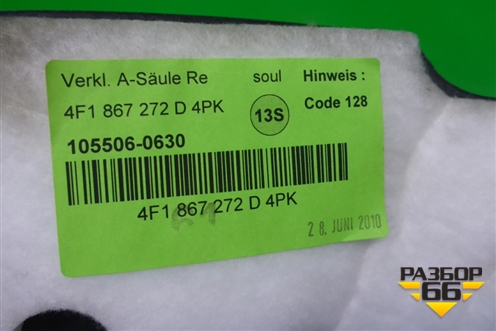 Verkl. A-Säule Re soul Hinweis :
4F1 867 272 D 4PK 13S Code 128
105506-0630
4F1 867 272 D 4PK
61
28. JUNI 2010
РАЗБОР
66